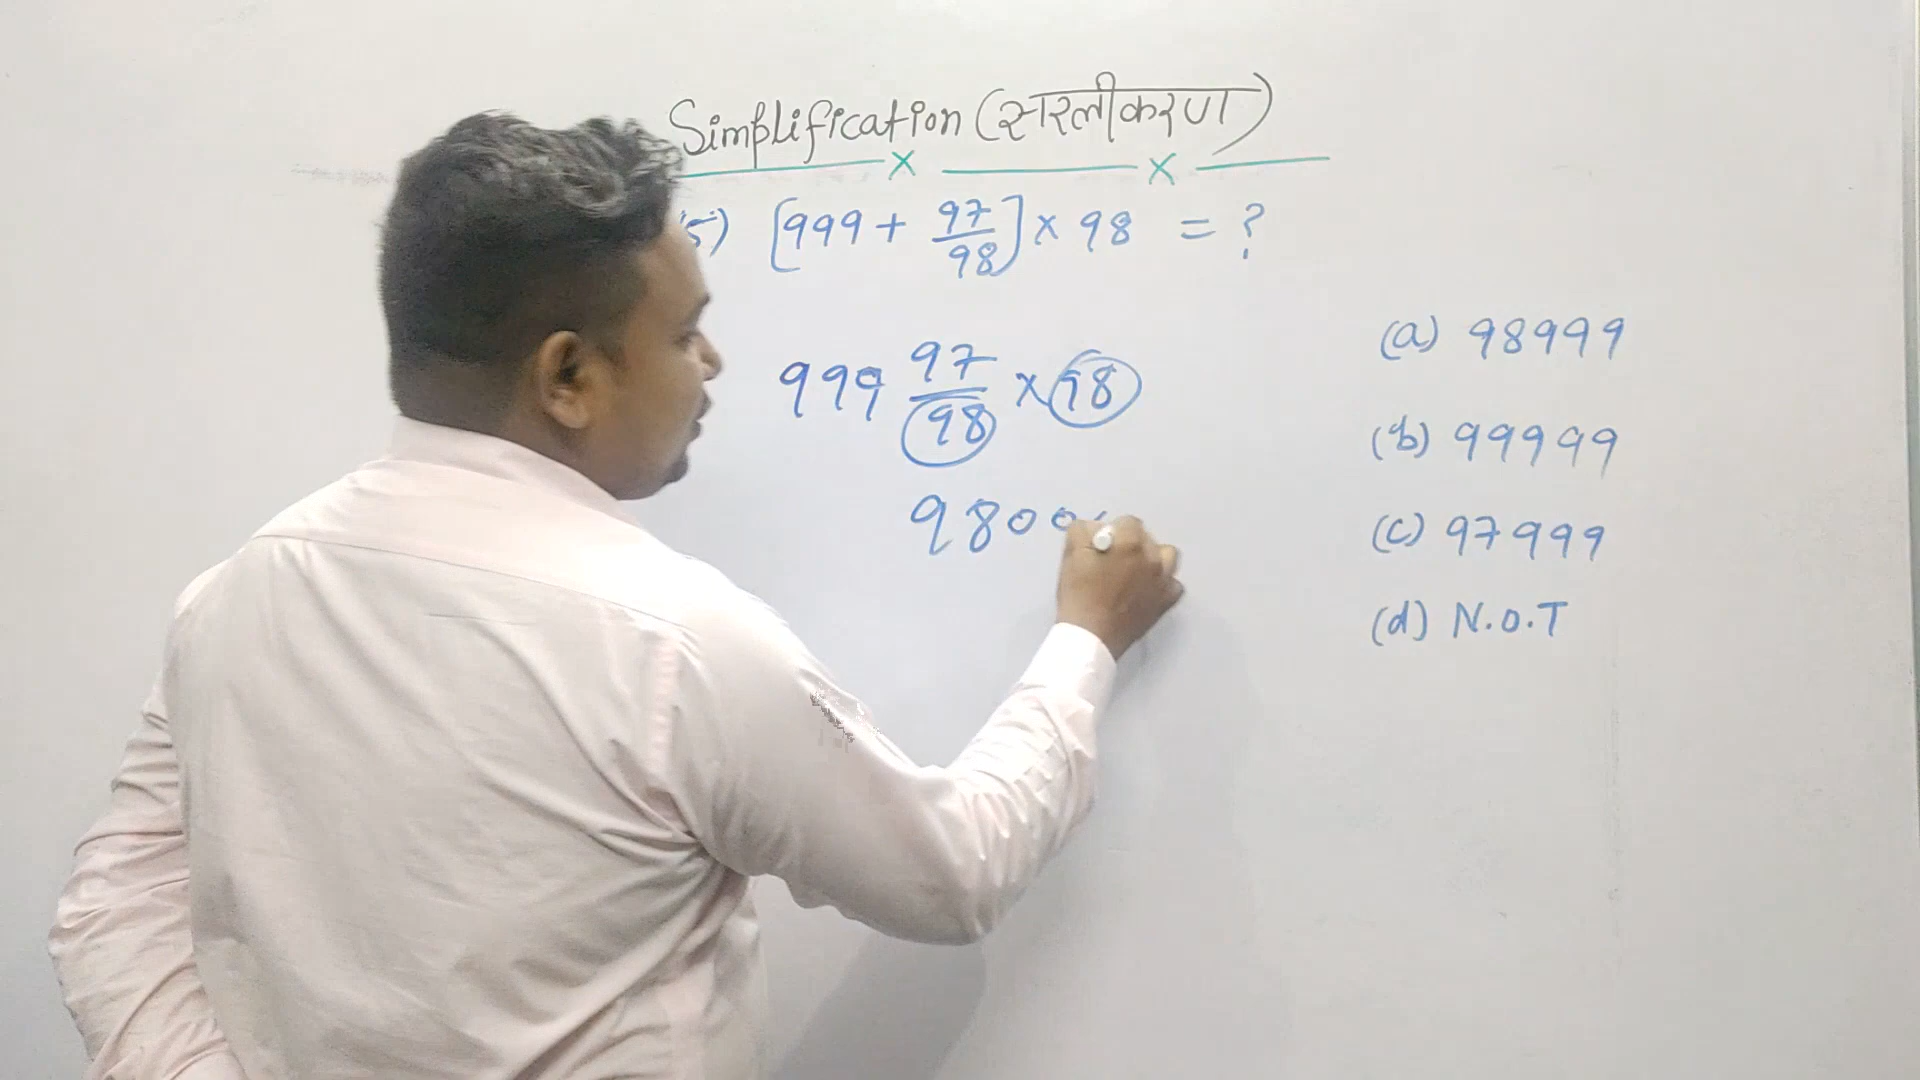 Simplification (सरलीकरण)
5) [999 + 97/98] × 98 = ?
999 97/98 × 98
9800
(a) 98999
(b) 99999
(c) 97999
(d) N.O.T